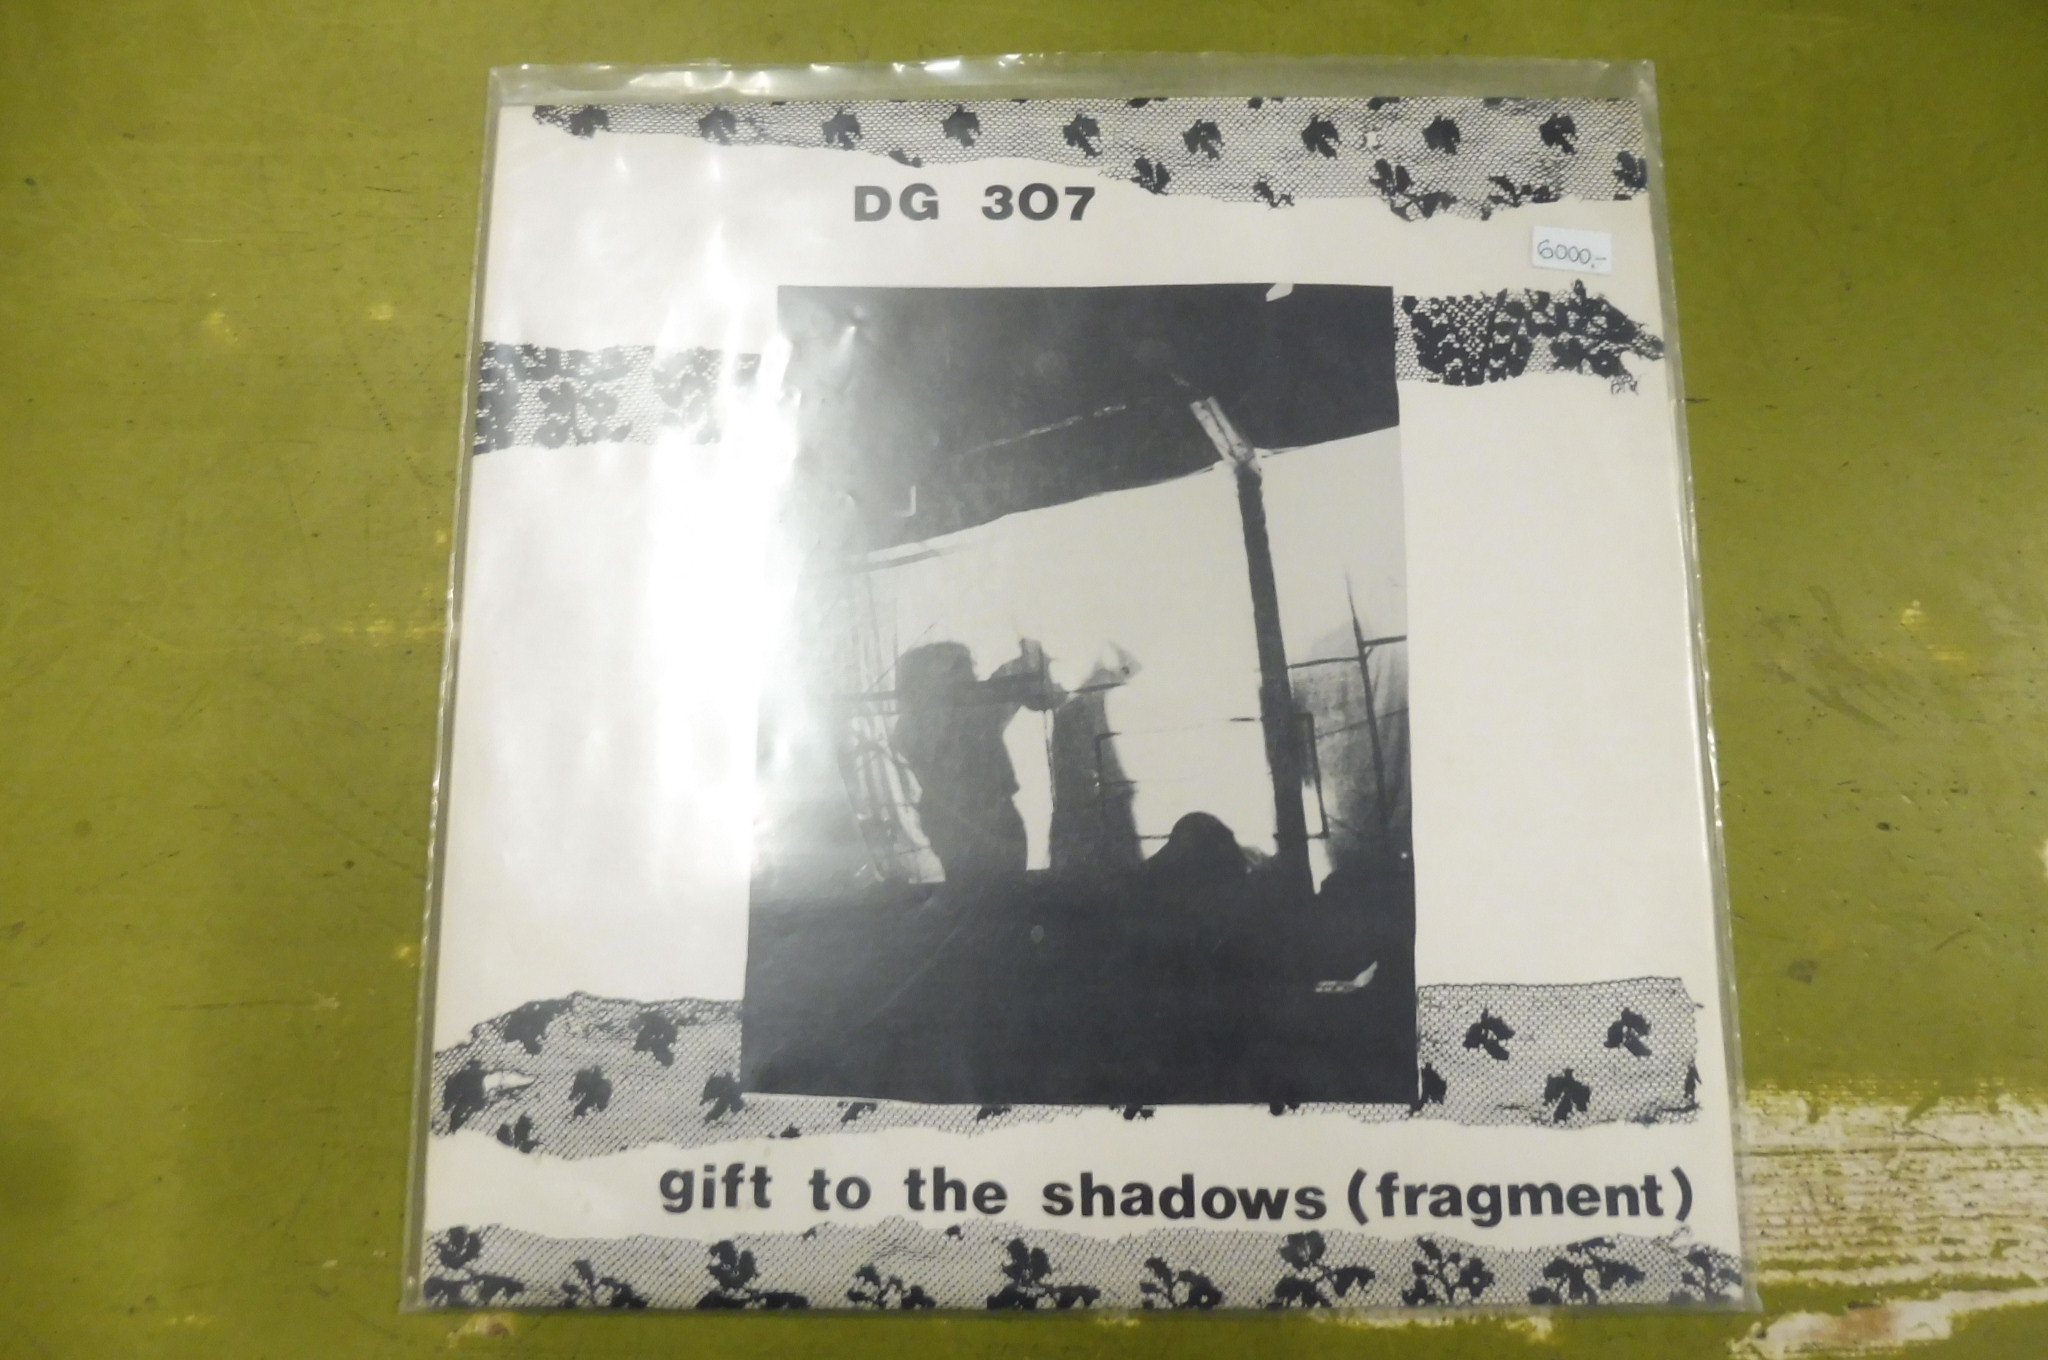 DG 307
6000,-
gift to the shadows (fragment)